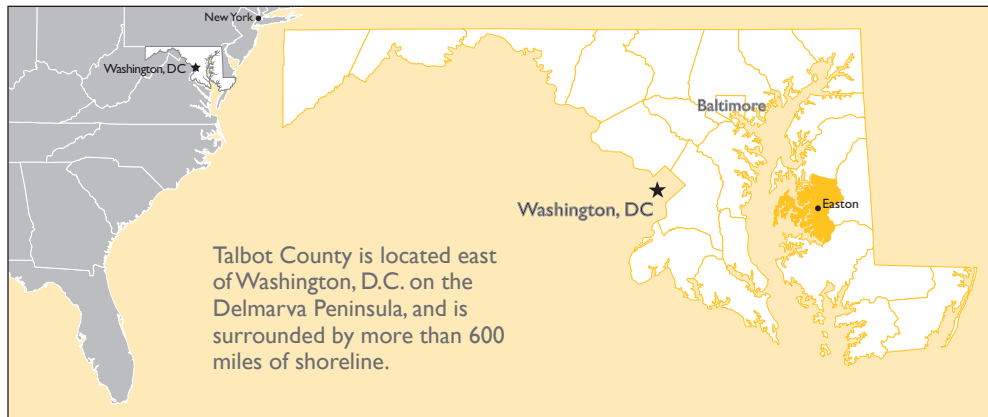 New York
Washington, DC
Baltimore
Washington, DC
Easton
Talbot County is located east
of Washington, D.C. on the
Delmarva Peninsula, and is
surrounded by more than 600
miles of shoreline.